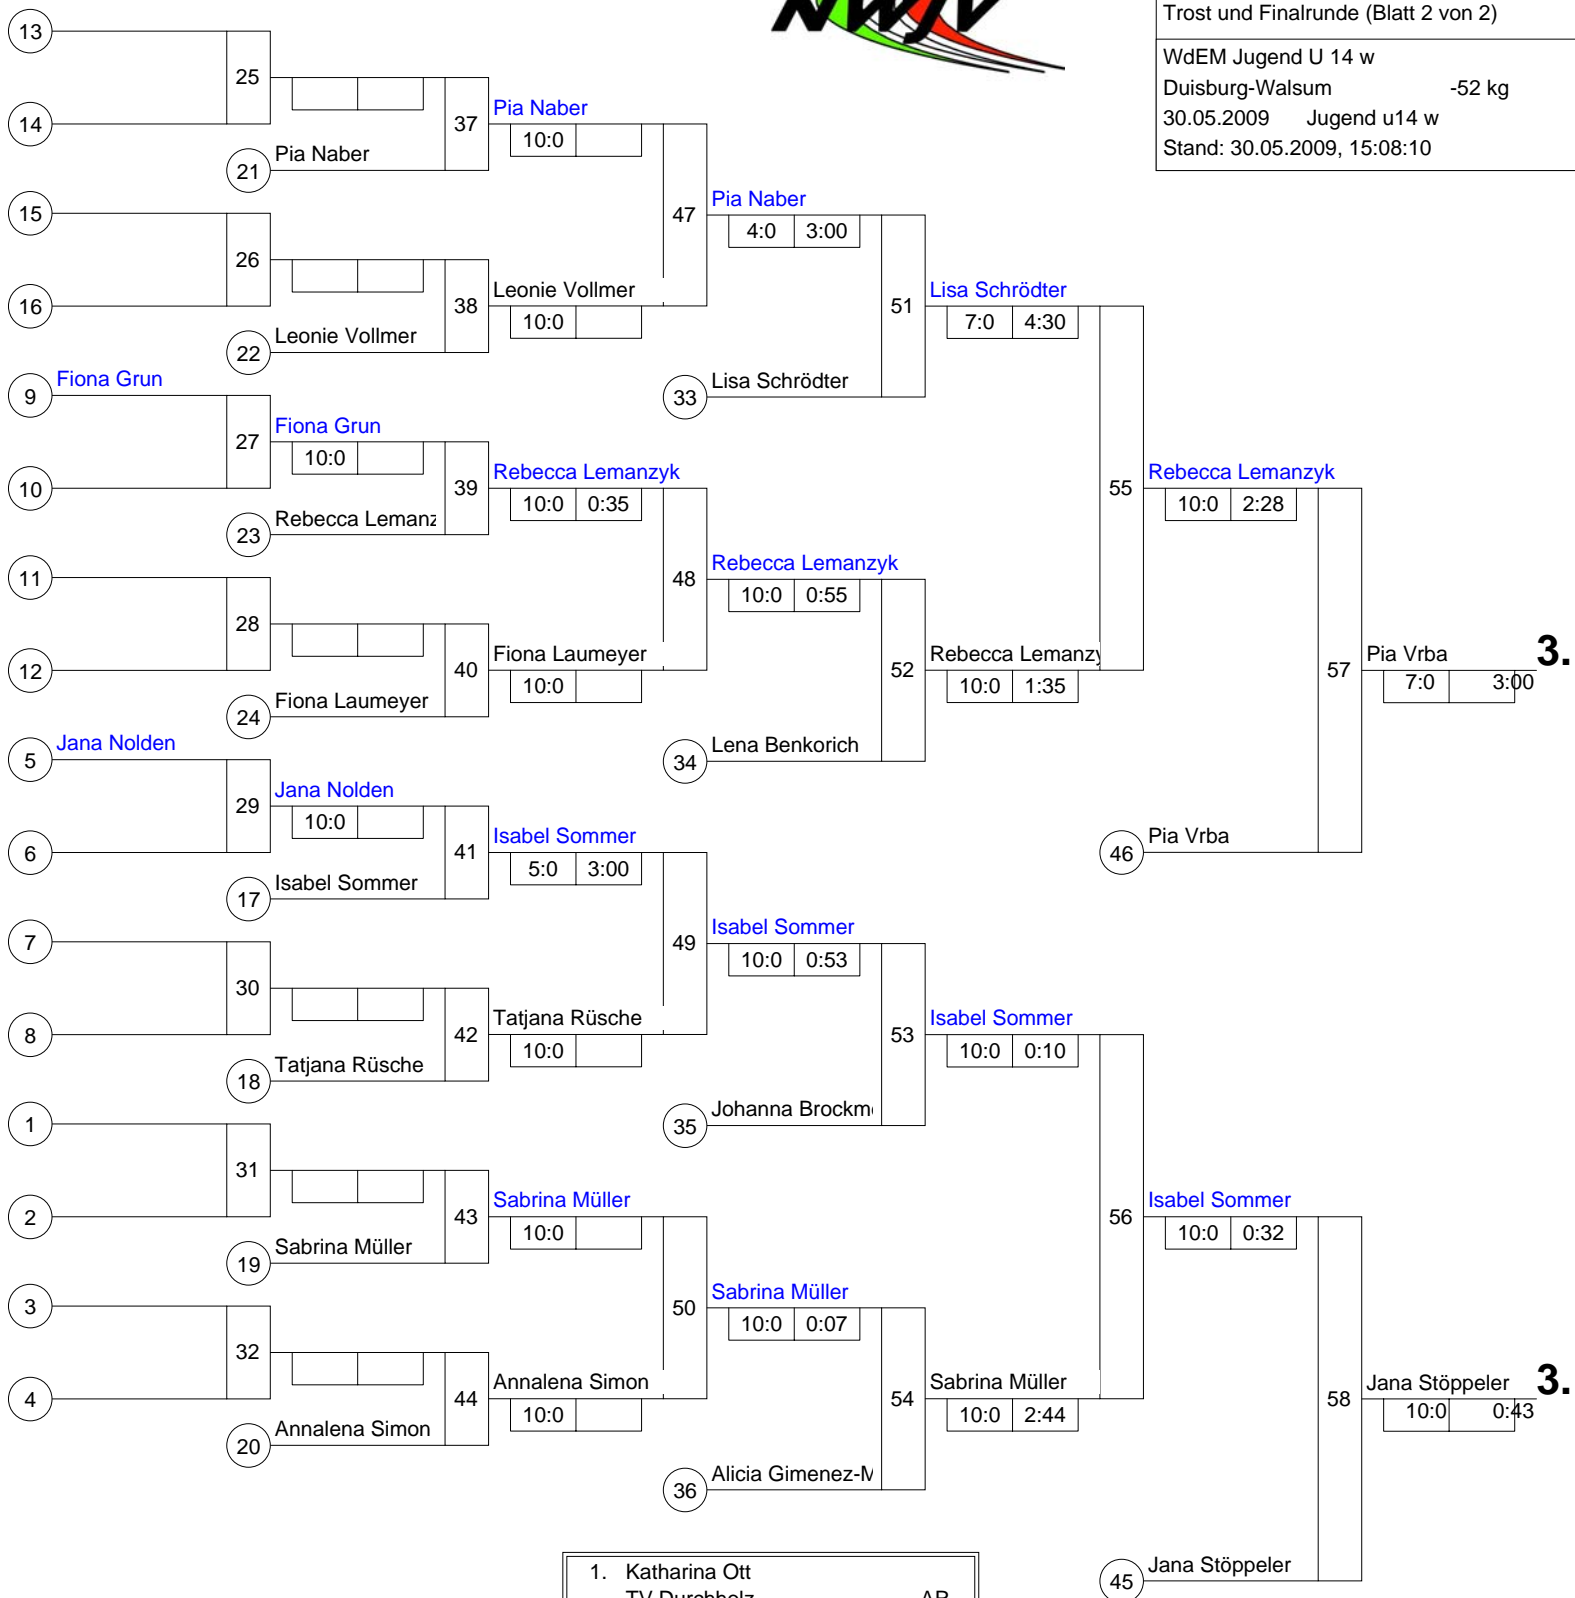 NWJV
Trost und Finalrunde (Blatt 2 von 2)
WdEM Jugend U 14 w
Duisburg-Walsum -52 kg
30.05.2009 Jugend u14 w
Stand: 30.05.2009, 15:08:10
13
25
14
37
Pia Naber
10:0
21 Pia Naber
15
47
Pia Naber
4:0 3:00
26
16
38
Leonie Vollmer
10:0
51
Lisa Schrödter
7:0 4:30
22 Leonie Vollmer
9 Fiona Grun
33 Lisa Schrödter
27
Fiona Grun
10:0
10
39
Rebecca Lemanzyk
10:0 0:35
55
Rebecca Lemanzyk
10:0 2:28
23 Rebecca Lemanz
11
48
Rebecca Lemanzyk
10:0 0:55
28
12
40
Fiona Laumeyer
10:0
52
Rebecca Lemanzy
10:0 1:35
57
Pia Vrba 3.
7:0 3:00
24 Fiona Laumeyer
5 Jana Nolden
34 Lena Benkorich
29
Jana Nolden
10:0
6
41
Isabel Sommer
5:0 3:00
46 Pia Vrba
17 Isabel Sommer
7
49
Isabel Sommer
10:0 0:53
30
8
42
Tatjana Rüsche
10:0
53
Isabel Sommer
10:0 0:10
18 Tatjana Rüsche
1
35 Johanna Brockm
31
2
43
Sabrina Müller
10:0
56
Isabel Sommer
10:0 0:32
19 Sabrina Müller
3
50
Sabrina Müller
10:0 0:07
32
4
44
Annalena Simon
10:0
54
Sabrina Müller
10:0 2:44
58
Jana Stöppeler 3.
10:0 0:43
20 Annalena Simon
36 Alicia Gimenez-M
1. Katharina Ott
TV Durchholz AR
45 Jana Stöppeler